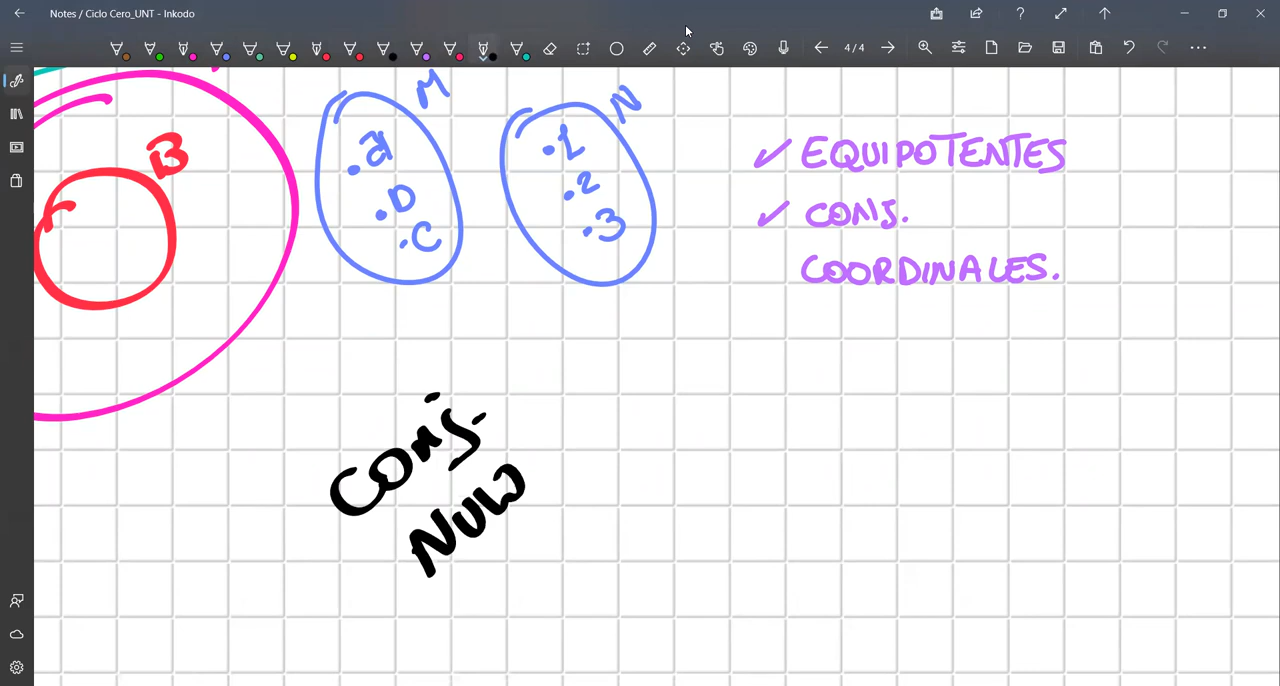 Notes / Ciclo Cero_UNT - Inkodo
4 / 4
B
M
.a
.D
.C
N
.1
.2
.3
✓ EQUIPOTENTES
✓ CONJ.
COORDINALES.
CONJ.
NULO